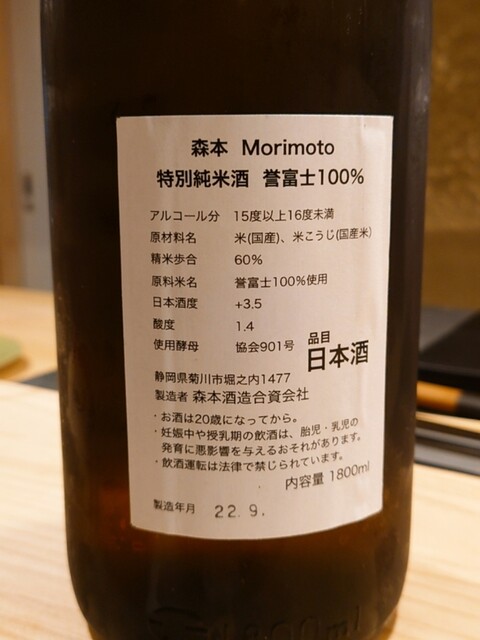 森本 Morimoto
特別純米酒 誉富士100%
アルコール分 15度以上16度未満
原材料名 米(国産)、米こうじ(国産米)
精米歩合 60%
原料米名 誉富士100%使用
日本酒度 +3.5
酸度 1.4
使用酵母 協会901号
品目
日本酒
静岡県菊川市堀之内1477
製造者 森本酒造合資会社
・お酒は20歳になってから。
・妊娠中や授乳期の飲酒は、胎児・乳児の
発育に悪影響を与えるおそれがあります。
・飲酒運転は法律で禁じられています。
内容量 1800ml
製造年月 22.9.